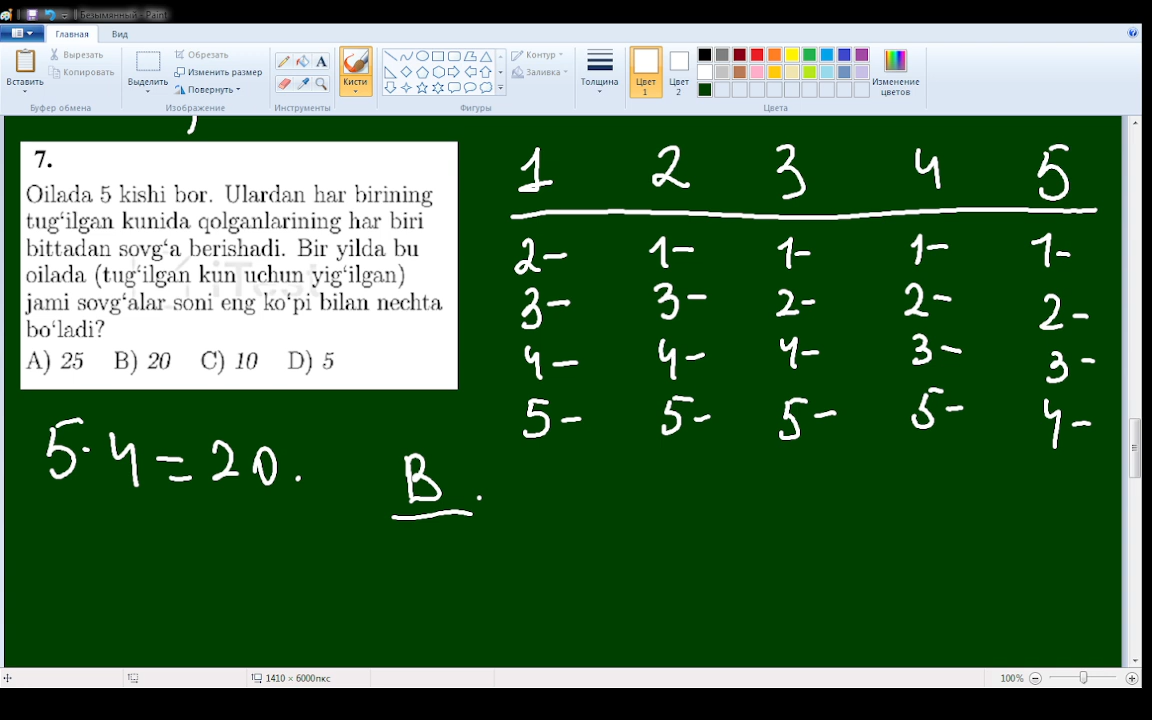 Безымянный - Paint
Главная Вид
Вставить
Вырезать
Копировать
Буфер обмена
Выделить
Обрезать
Изменить размер
Повернуть
Изображение
Инструменты
Кисти
Фигуры
Контур
Заливка
Толщина
Цвет 1
Цвет 2
Изменение цветов
Цвета
7.
Oilada 5 kishi bor. Ulardan har birining
tug‘ilgan kunida qolganlarining har biri
bittadan sovg‘a berishadi. Bir yilda bu
oilada (tug‘ilgan kun uchun yig‘ilgan)
jami sovg‘alar soni eng ko‘pi bilan nechta
bo‘ladi?
A) 25 B) 20 C) 10 D) 5
iTest
5·4=20.
B.
1 2 3 4 5
2- 1- 1- 1- 1-
3- 3- 2- 2- 2-
4- 4- 4- 3- 3-
5- 5- 5- 5- 4-
1410 × 6000пкс
100%